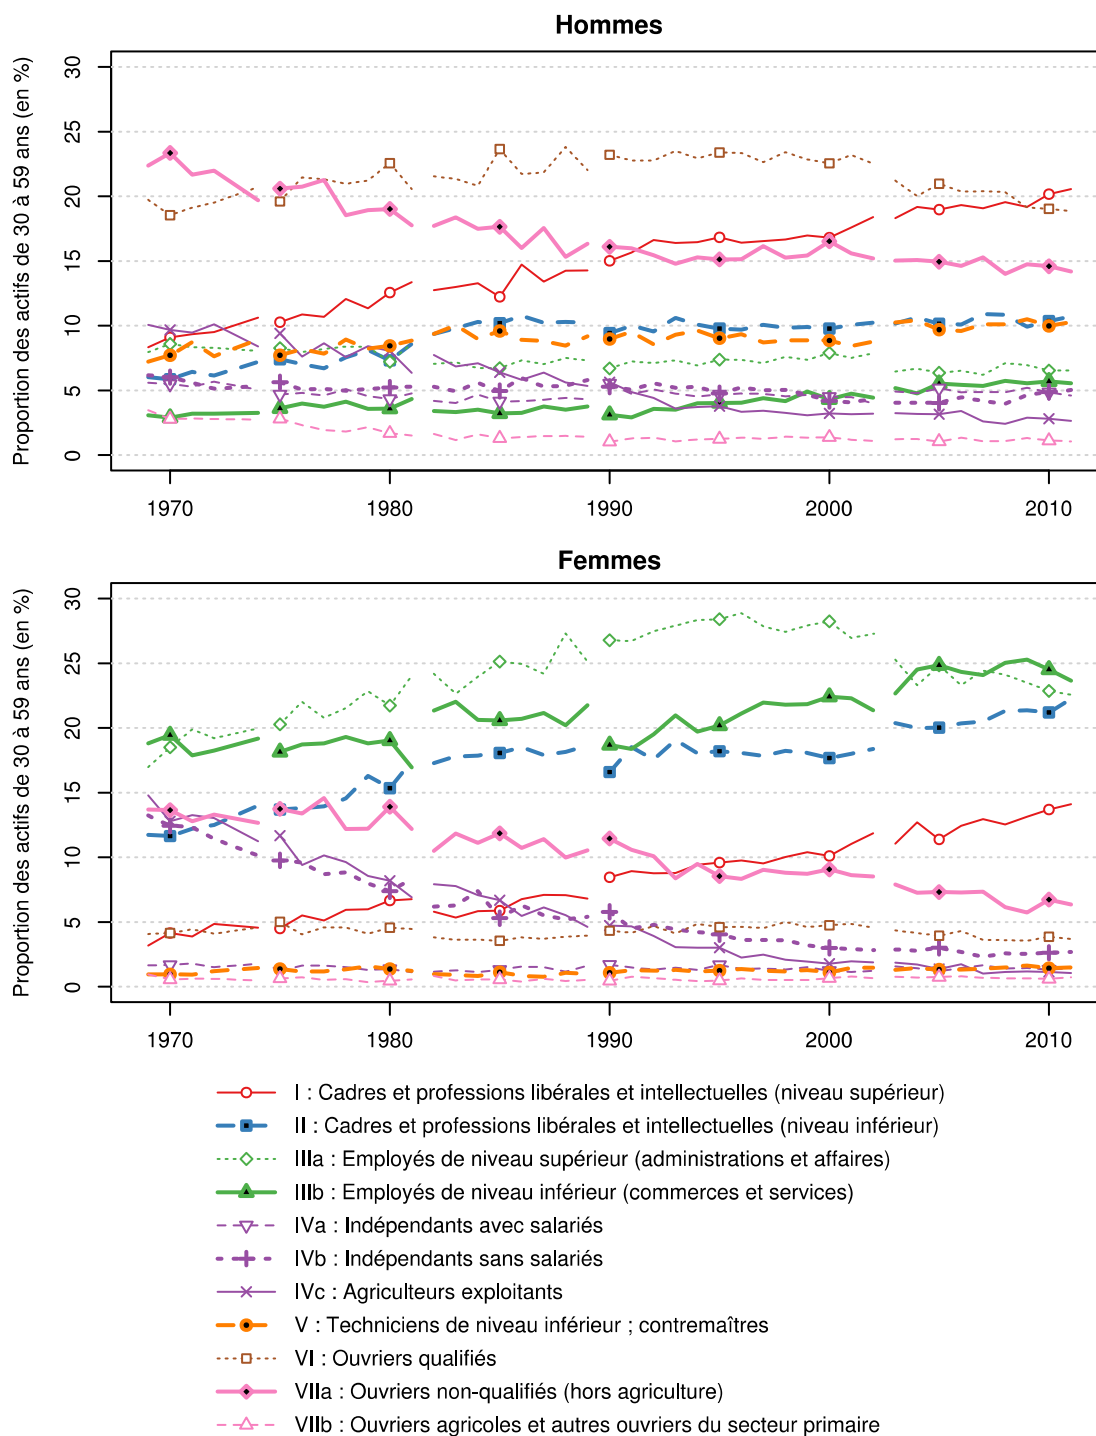 Hommes
Proportion des actifs de 30 à 59 ans (en %)
30
25
20
15
10
5
0
1970 1980 1990 2000 2010
Femmes
Proportion des actifs de 30 à 59 ans (en %)
30
25
20
15
10
5
0
1970 1980 1990 2000 2010
I : Cadres et professions libérales et intellectuelles (niveau supérieur)
II : Cadres et professions libérales et intellectuelles (niveau inférieur)
IIIa : Employés de niveau supérieur (administrations et affaires)
IIIb : Employés de niveau inférieur (commerces et services)
IVa : Indépendants avec salariés
IVb : Indépendants sans salariés
IVc : Agriculteurs exploitants
V : Techniciens de niveau inférieur ; contremaîtres
VI : Ouvriers qualifiés
VIIa : Ouvriers non-qualifiés (hors agriculture)
VIIb : Ouvriers agricoles et autres ouvriers du secteur primaire